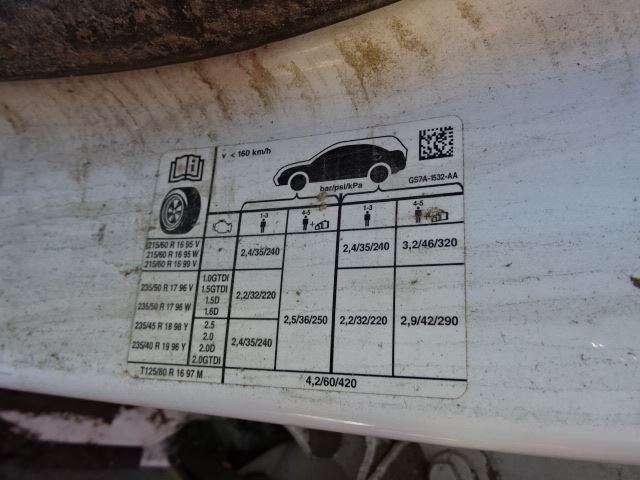 v < 160 km/h
GS7A-1532-AA
bar/psi/kPa
1-3
4-5
1-3
4-5
215/60 R 16 95 V
215/60 R 16 95 W
215/60 R 16 99 V
2,4/35/240
2,4/35/240
3,2/46/320
235/50 R 17 96 V
235/50 R 17 96 W
235/45 R 18 98 Y
235/40 R 19 96 Y
1.0GTDI
1.5GTDI
1.5D
1.6D
2,2/32/220
2.5
2.0
2.0D
2.0GTDI
2,4/35/240
2,5/36/250
2,2/32/220
2,9/42/290
T125/80 R 16 97 M
4,2/60/420